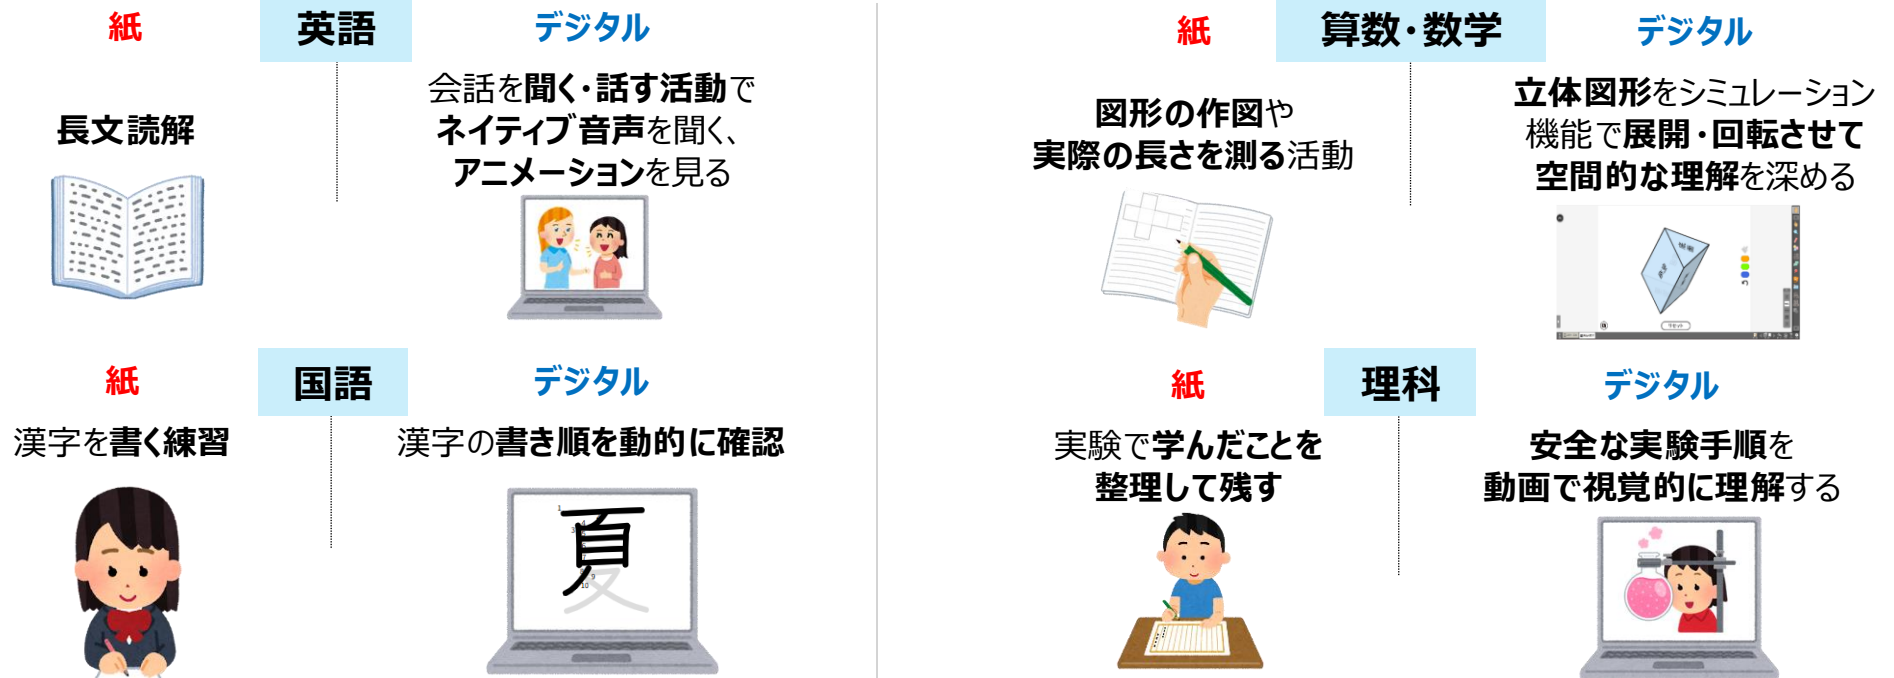 紙
英語
デジタル
長文読解
会話を聞く・話す活動で
ネイティブ音声を聞く、
アニメーションを見る
紙
国語
デジタル
漢字を書く練習
漢字の書き順を動的に確認
夏
1
3
4
9
10
紙
算数・数学
デジタル
図形の作図や
実際の長さを測る活動
立体図形をシミュレーション
機能で展開・回転させて
空間的な理解を深める
紙
理科
デジタル
実験で学んだことを
整理して残す
安全な実験手順を
動画で視覚的に理解する